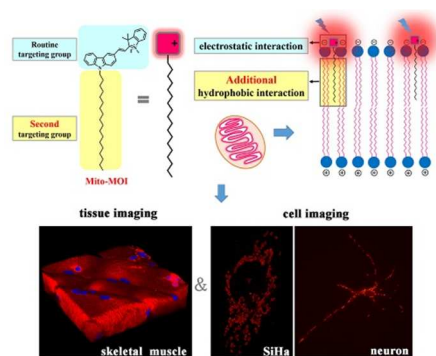 Routine
targeting group
Second
targeting group
Mito-MOI
=
+
electrostatic interaction
Additional
hydrophobic interaction
tissue imaging
cell imaging
&
skeletal muscle
SiHa
neuron